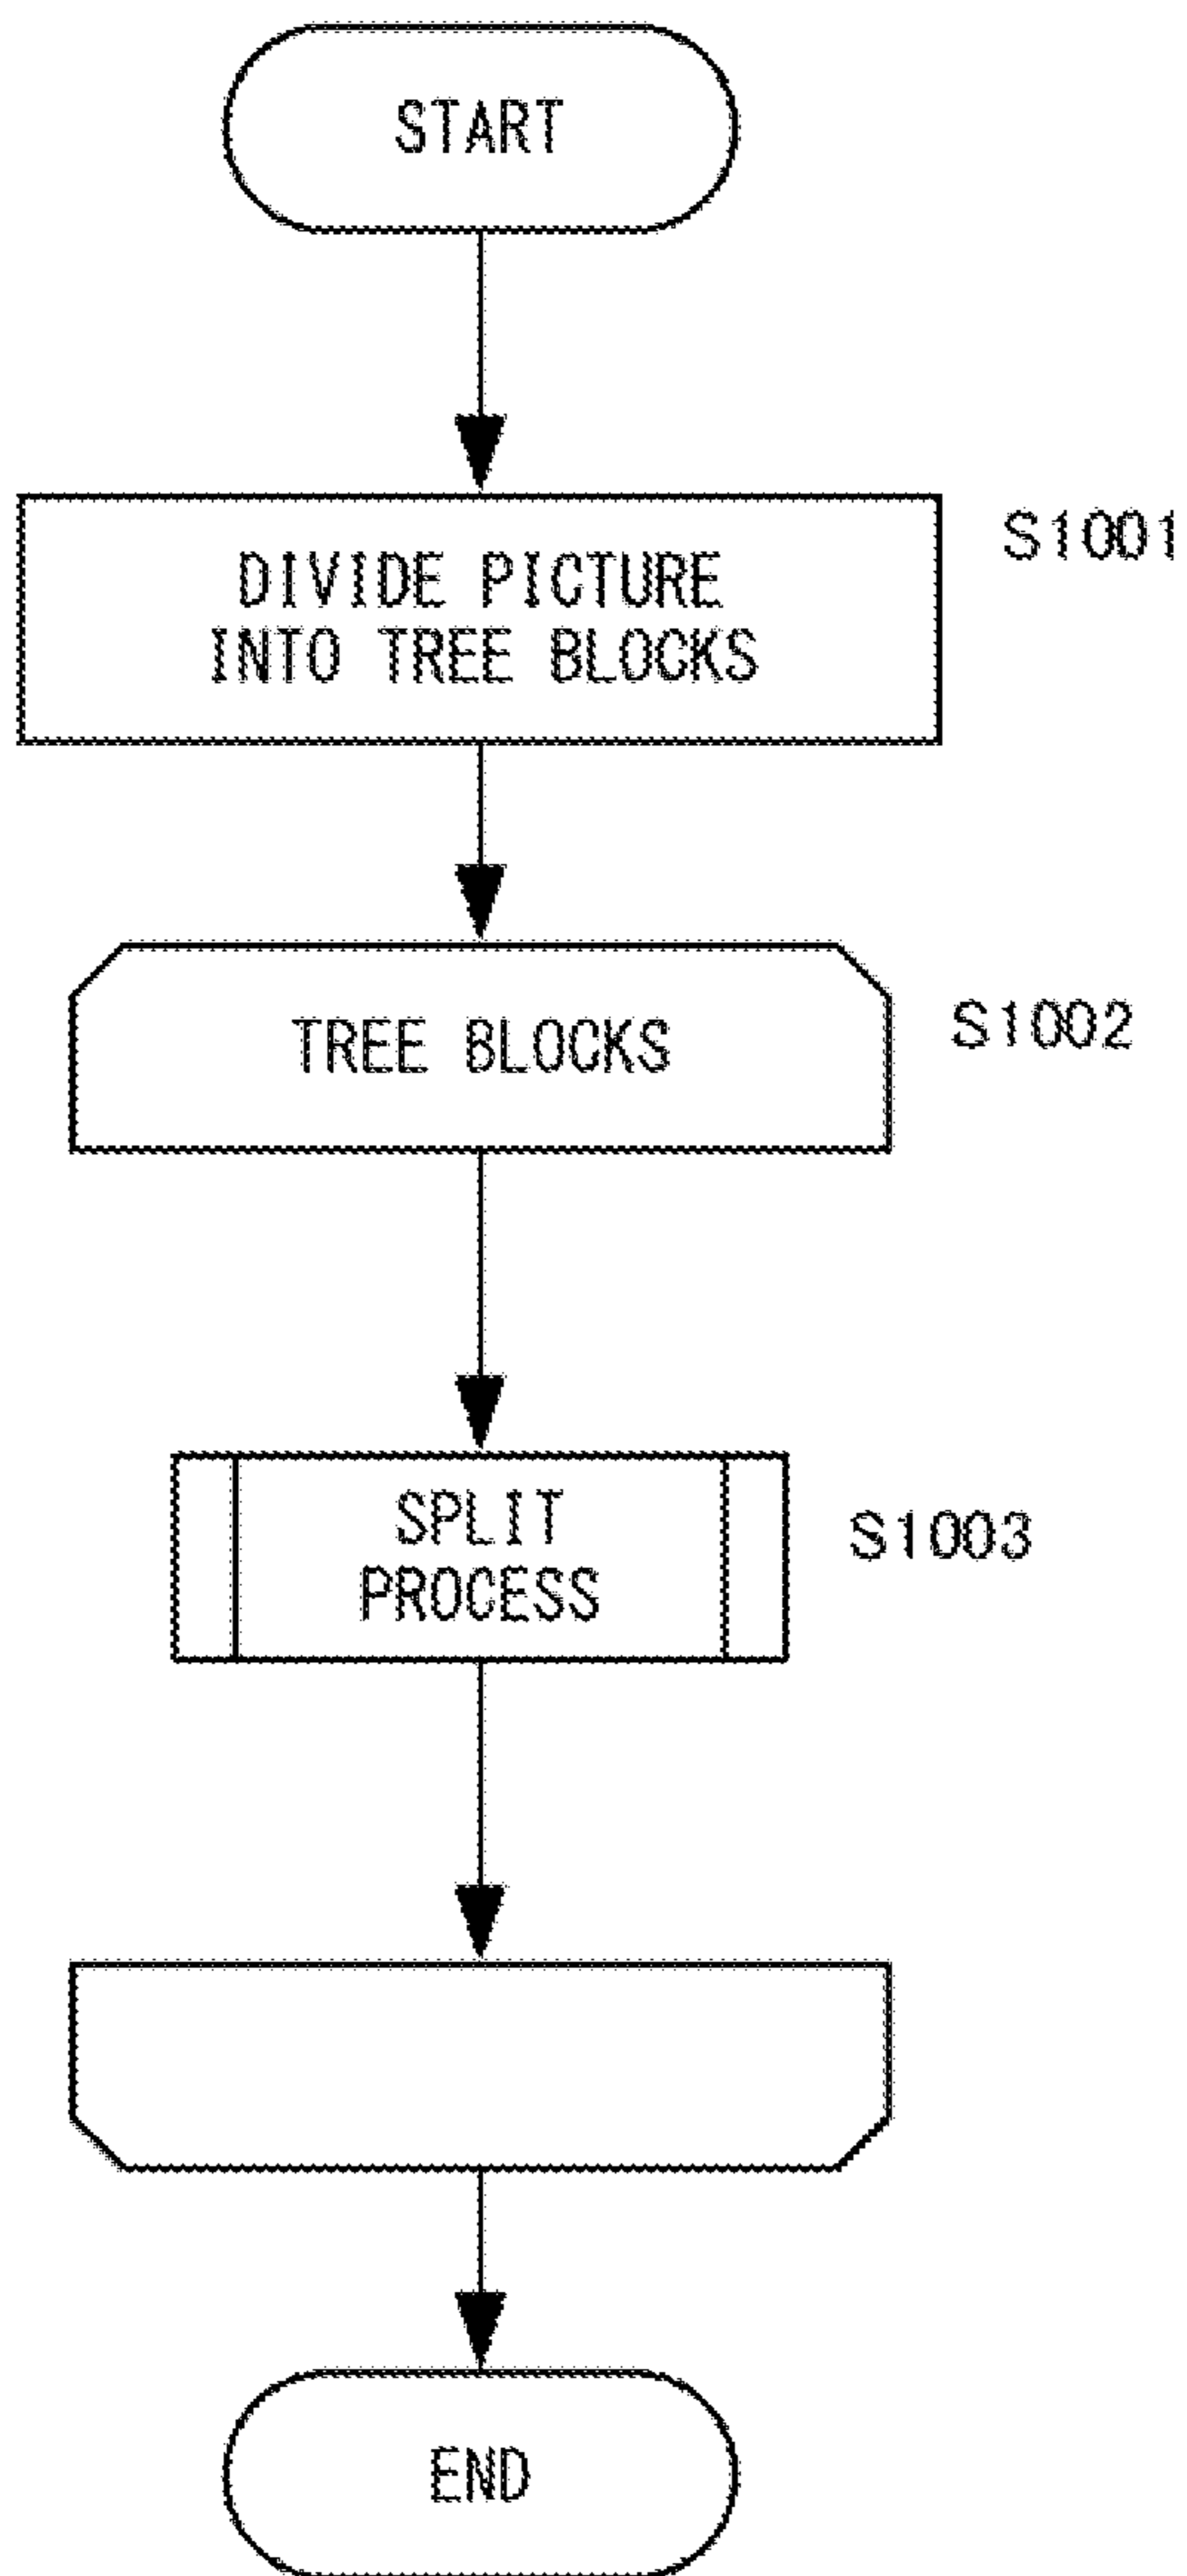 START
DIVIDE PICTURE
INTO TREE BLOCKS
S1001
TREE BLOCKS
S1002
SPLIT
PROCESS
S1003
END